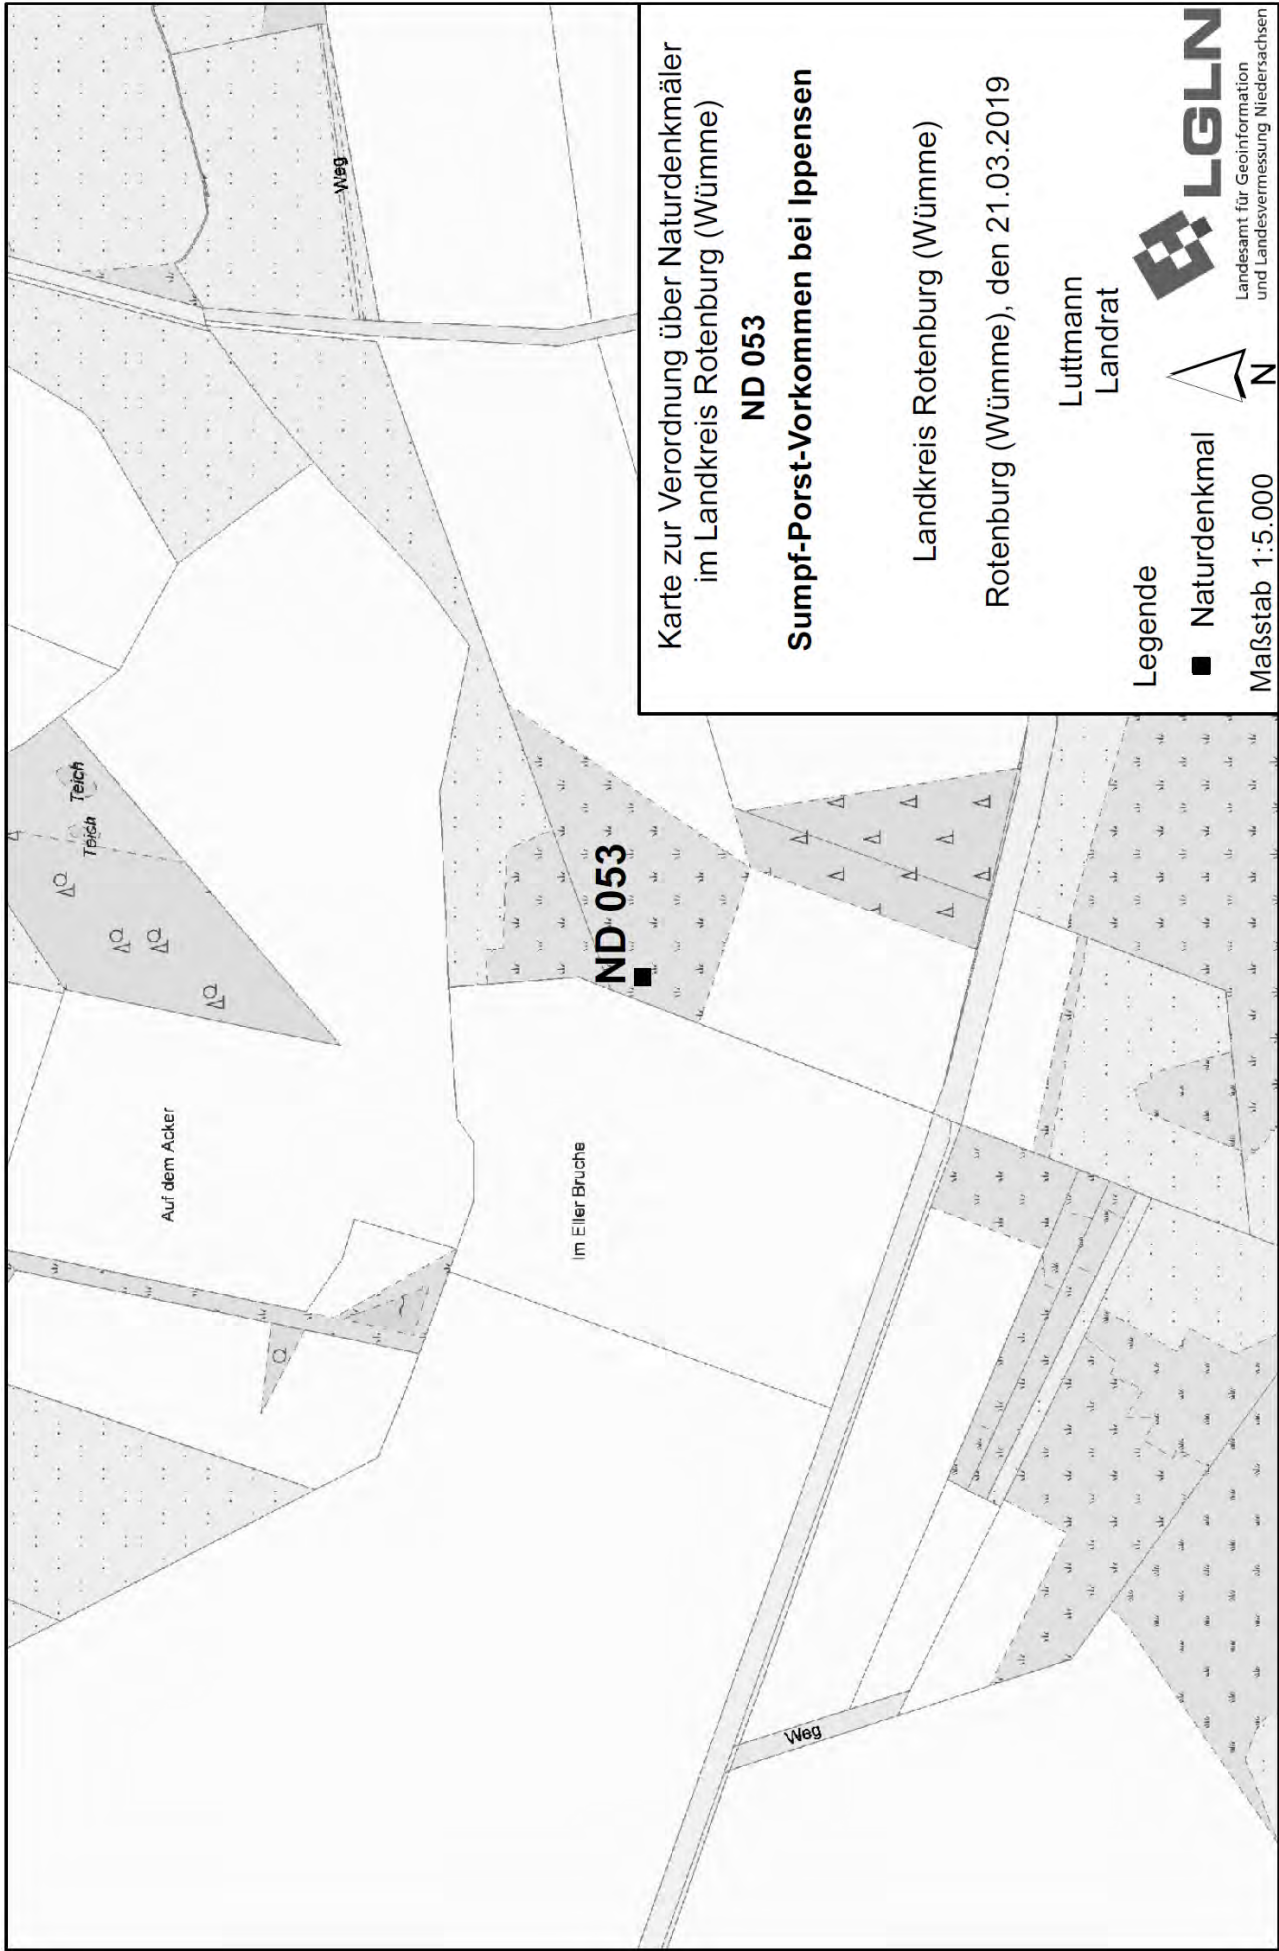 Karte zur Verordnung über Naturdenkmäler
im Landkreis Rotenburg (Wümme)
ND 053
Sumpf-Porst-Vorkommen bei Ippensen
Landkreis Rotenburg (Wümme)
Rotenburg (Wümme), den 21.03.2019
Luttmann
Landrat
Legende
Naturdenkmal
Maßstab 1:5.000
N
LGLN
Landesamt für Geoinformation
und Landesvermessung Niedersachsen
Auf dem Acker
Teich
Teich
Weg
Im Eller Bruche
ND 053
Weg